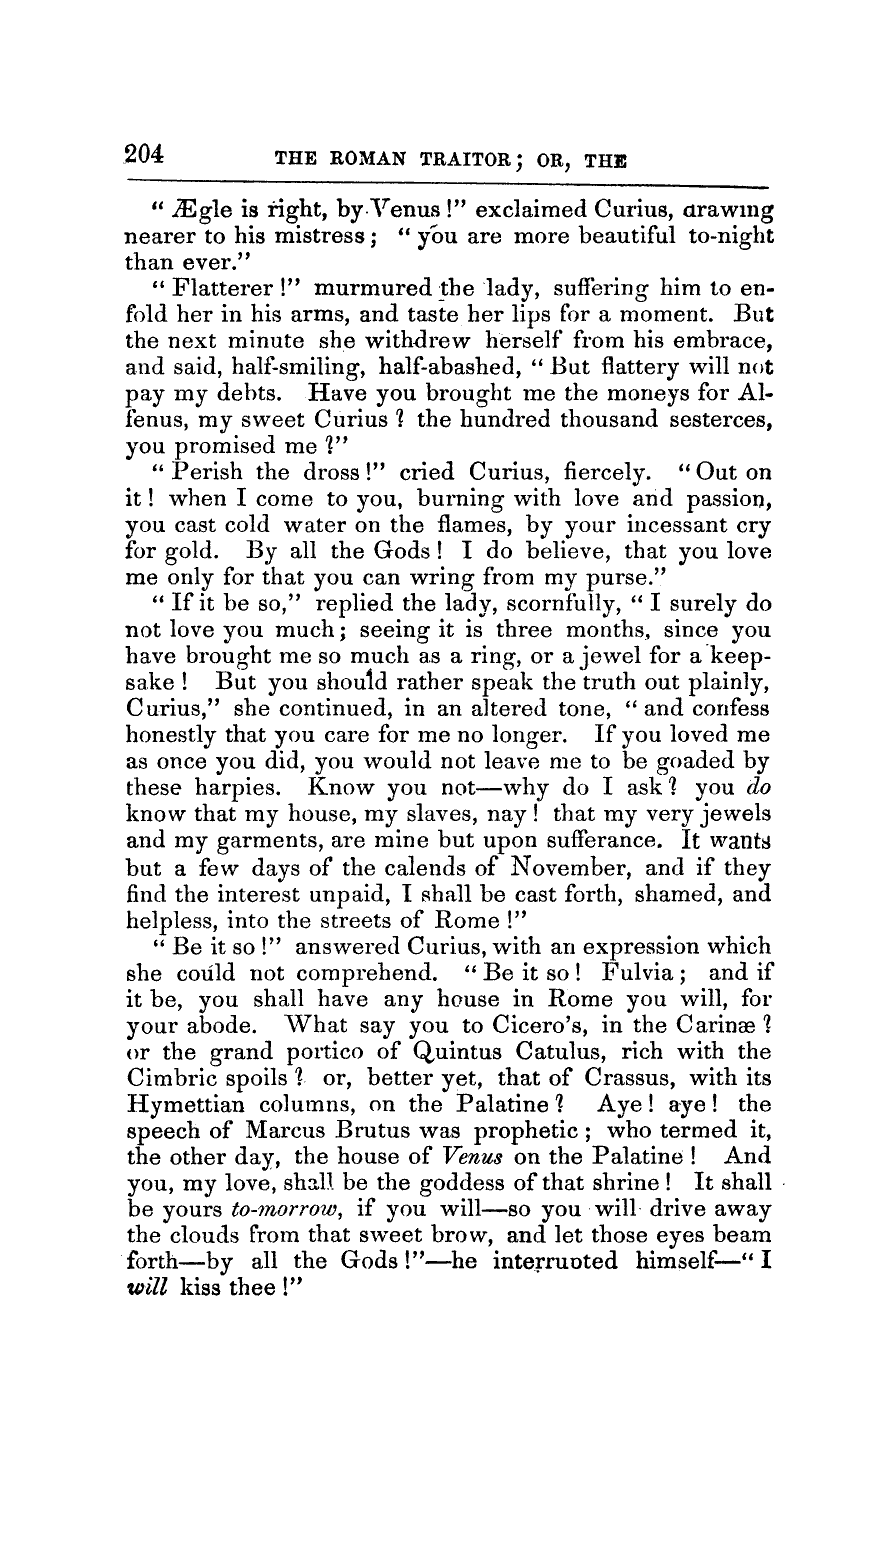 204 THE ROMAN TRAITOR; OR, THE
“ Ægle is right, by Venus !” exclaimed Curius, drawing
nearer to his mistress ; “ you are more beautiful to-night
than ever.”
“ Flatterer !” murmured the lady, suffering him to en-
fold her in his arms, and taste her lips for a moment. But
the next minute she withdrew herself from his embrace,
and said, half-smiling, half-abashed, “ But flattery will not
pay my debts. Have you brought me the moneys for Al-
fenus, my sweet Curius ? the hundred thousand sesterces,
you promised me ?”
“ Perish the dross !” cried Curius, fiercely. “ Out on
it ! when I come to you, burning with love and passion,
you cast cold water on the flames, by your incessant cry
for gold. By all the Gods ! I do believe, that you love
me only for that you can wring from my purse.”
“ If it be so,” replied the lady, scornfully, “ I surely do
not love you much ; seeing it is three months, since you
have brought me so much as a ring, or a jewel for a keep-
sake ! But you should rather speak the truth out plainly,
Curius,” she continued, in an altered tone, “ and confess
honestly that you care for me no longer. If you loved me
as once you did, you would not leave me to be goaded by
these harpies. Know you not—why do I ask ? you do
know that my house, my slaves, nay ! that my very jewels
and my garments, are mine but upon sufferance. It wants
but a few days of the calends of November, and if they
find the interest unpaid, I shall be cast forth, shamed, and
helpless, into the streets of Rome !”
“ Be it so !” answered Curius, with an expression which
she could not comprehend. “ Be it so ! Fulvia ; and if
it be, you shall have any house in Rome you will, for
your abode. What say you to Cicero’s, in the Carinæ ?
or the grand portico of Quintus Catulus, rich with the
Cimbric spoils ? or, better yet, that of Crassus, with its
Hymettian columns, on the Palatine ? Aye ! aye ! the
speech of Marcus Brutus was prophetic ; who termed it,
the other day, the house of Venus on the Palatine ! And
you, my love, shall be the goddess of that shrine ! It shall
be yours to-morrow, if you will—so you will drive away
the clouds from that sweet brow, and let those eyes beam
forth—by all the Gods !”—he interrupted himself—“ I
will kiss thee !”